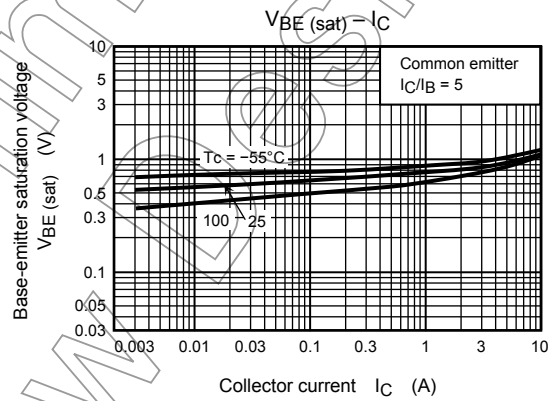 VBE (sat) – IC
Common emitter
IC/IB = 5
Base-emitter saturation voltage
VBE (sat) (V)
10
5
3
1
0.5
0.3
0.1
0.05
0.03
Tc = −55°C
100
25
0.003
0.01
0.03
0.1
0.3
1
3
10
Collector current IC (A)